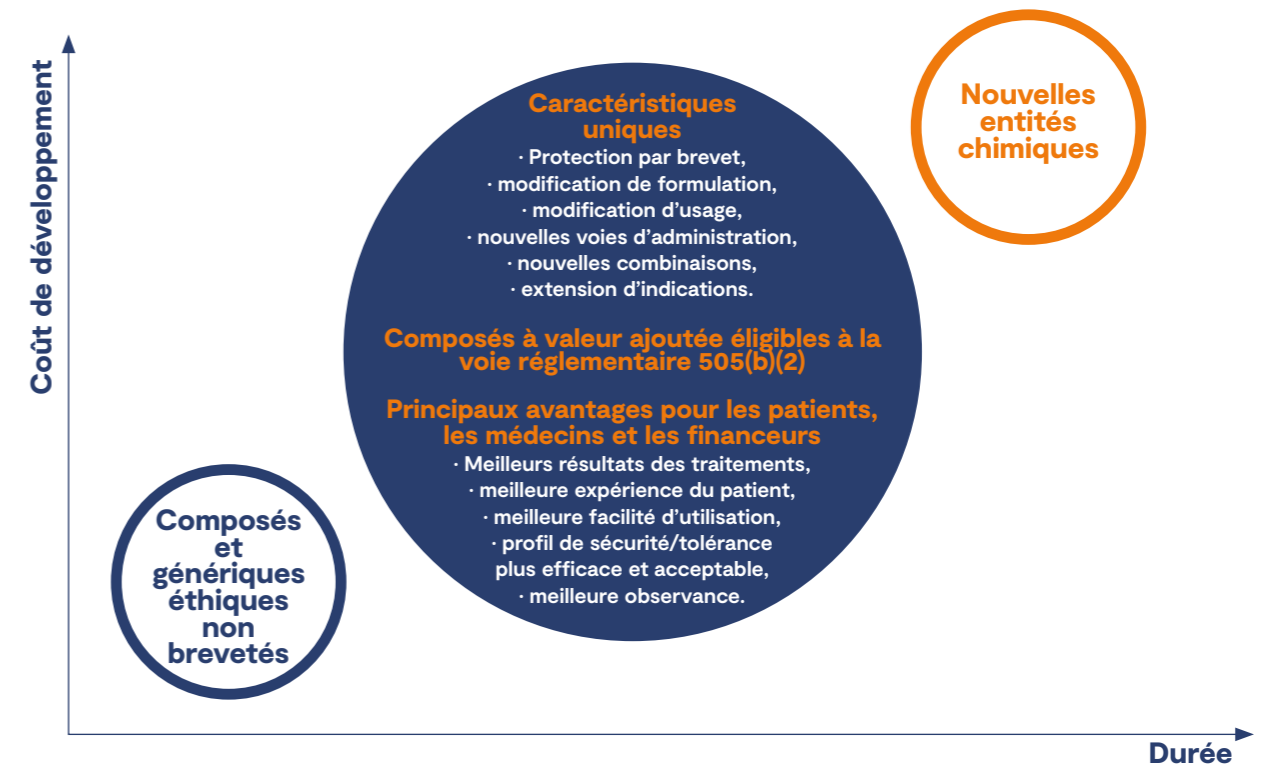 Coût de développement
Caractéristiques
uniques
· Protection par brevet,
· modification de formulation,
· modification d’usage,
· nouvelles voies d’administration,
· nouvelles combinaisons,
· extension d’indications.
Composés à valeur ajoutée éligibles à la
voie réglementaire 505(b)(2)
Principaux avantages pour les patients,
les médecins et les financeurs
· Meilleurs résultats des traitements,
· meilleure expérience du patient,
· meilleure facilité d’utilisation,
· profil de sécurité/tolérance
plus efficace et acceptable,
· meilleure observance.
Nouvelles
entités
chimiques
Composés
et
génériques
éthiques
non
brevetés
Durée